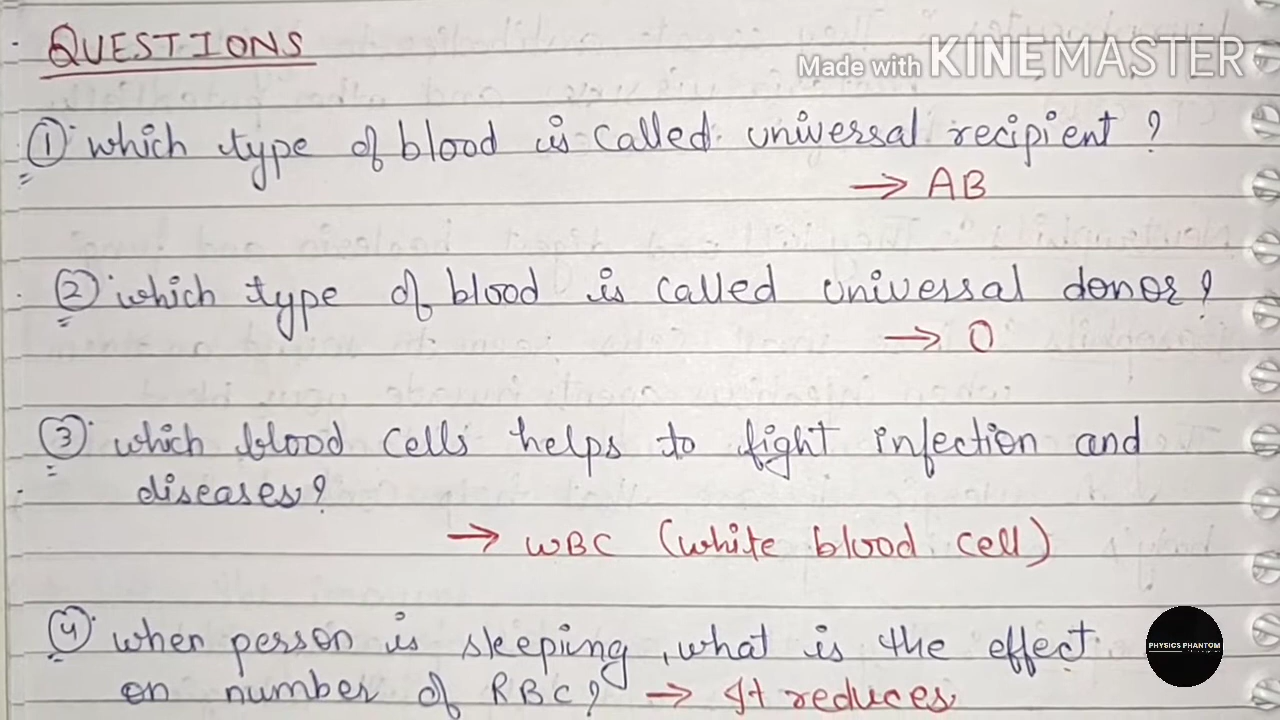 QUESTIONS
Made with KINEMASTER
① which type of blood is called universal recipient ?
→ AB
② which type of blood is called universal donor ?
→ O
③ which blood cells helps to fight infection and
diseases ?
→ WBC (white blood cell)
④ when person is sleeping , what is the effect
on number of RBC ? → It reduces
PHYSICS PHANTOM